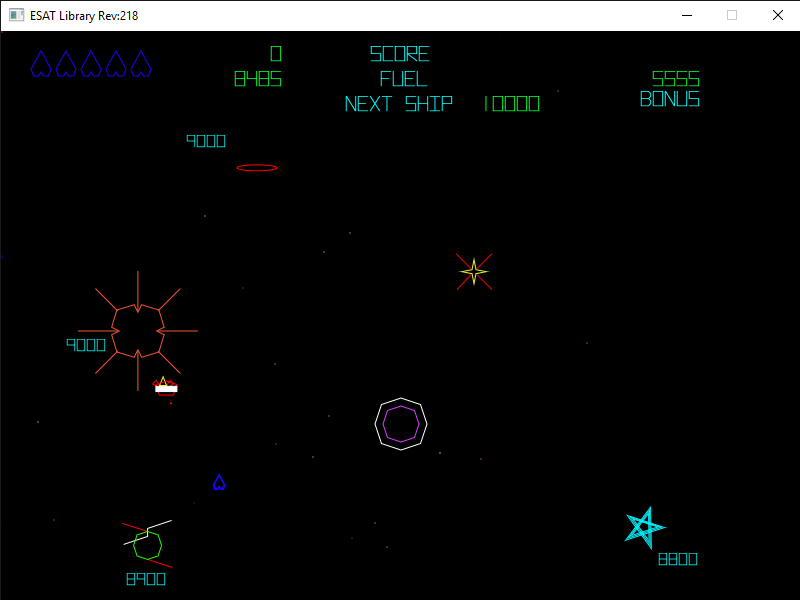 ESAT Library Rev:218
0 SCORE
8485 FUEL 5555
NEXT SHIP 10000 BONUS
9000
9000
8900
8800